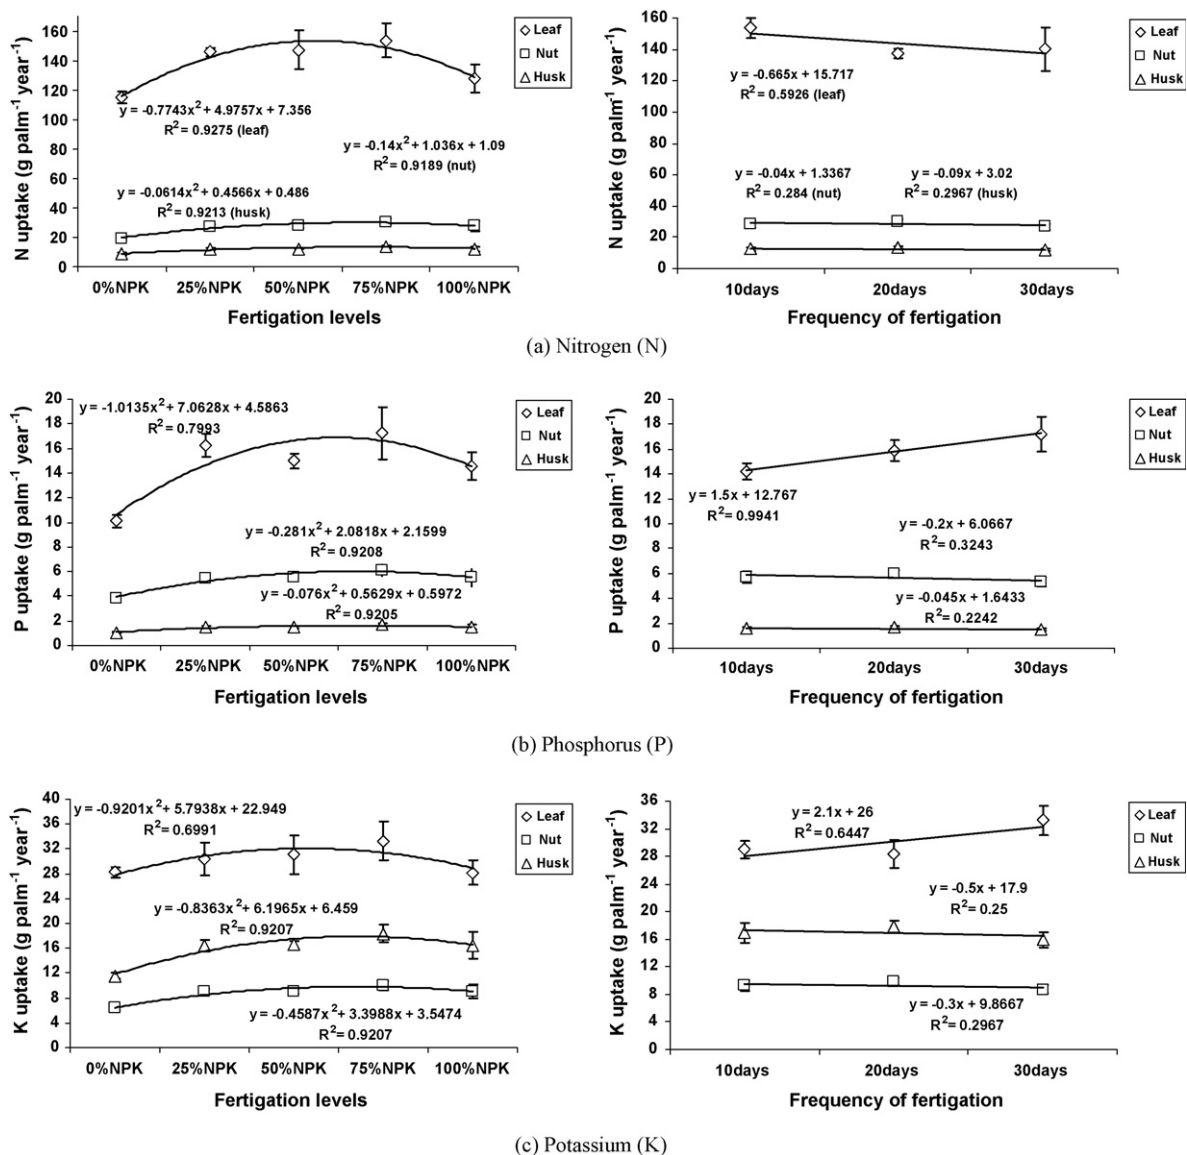 N uptake (g palm⁻¹ year⁻¹)
160
140
120
100
80
60
40
20
0
y = -0.7743x² + 4.9757x + 7.356
R² = 0.9275 (leaf)
y = -0.14x² + 1.036x + 1.09
R² = 0.9189 (nut)
y = -0.0614x² + 0.4566x + 0.486
R² = 0.9213 (husk)
Leaf
Nut
Husk
0%NPK 25%NPK 50%NPK 75%NPK 100%NPK
Fertigation levels
N uptake (g palm⁻¹ year⁻¹)
160
140
120
100
80
60
40
20
0
y = -0.665x + 15.717
R² = 0.5926 (leaf)
y = -0.04x + 1.3367
R² = 0.284 (nut)
y = -0.09x + 3.02
R² = 0.2967 (husk)
Leaf
Nut
Husk
10days 20days 30days
Frequency of fertigation
(a) Nitrogen (N)
P uptake (g palm⁻¹ year⁻¹)
20
18
16
14
12
10
8
6
4
2
0
y = -1.0135x² + 7.0628x + 4.5863
R² = 0.7993
y = -0.281x² + 2.0818x + 2.1599
R² = 0.9208
y = -0.076x² + 0.5629x + 0.5972
R² = 0.9205
Leaf
Nut
Husk
0%NPK 25%NPK 50%NPK 75%NPK 100%NPK
Fertigation levels
P uptake (g palm⁻¹ year⁻¹)
20
18
16
14
12
10
8
6
4
2
0
y = 1.5x + 12.767
R² = 0.9941
y = -0.2x + 6.0667
R² = 0.3243
y = -0.045x + 1.6433
R² = 0.2242
Leaf
Nut
Husk
10days 20days 30days
Frequency of fertigation
(b) Phosphorus (P)
K uptake (g palm⁻¹ year⁻¹)
40
36
32
28
24
20
16
12
8
4
0
y = -0.9201x² + 5.7938x + 22.949
R² = 0.6991
y = -0.8363x² + 6.1965x + 6.459
R² = 0.9207
y = -0.4587x² + 3.3988x + 3.5474
R² = 0.9207
Leaf
Nut
Husk
0%NPK 25%NPK 50%NPK 75%NPK 100%NPK
Fertigation levels
K uptake (g palm⁻¹ year⁻¹)
36
32
28
24
20
16
12
8
4
0
y = 2.1x + 26
R² = 0.6447
y = -0.5x + 17.9
R² = 0.25
y = -0.3x + 9.8667
R² = 0.2967
Leaf
Nut
Husk
10days 20days 30days
Frequency of fertigation
(c) Potassium (K)